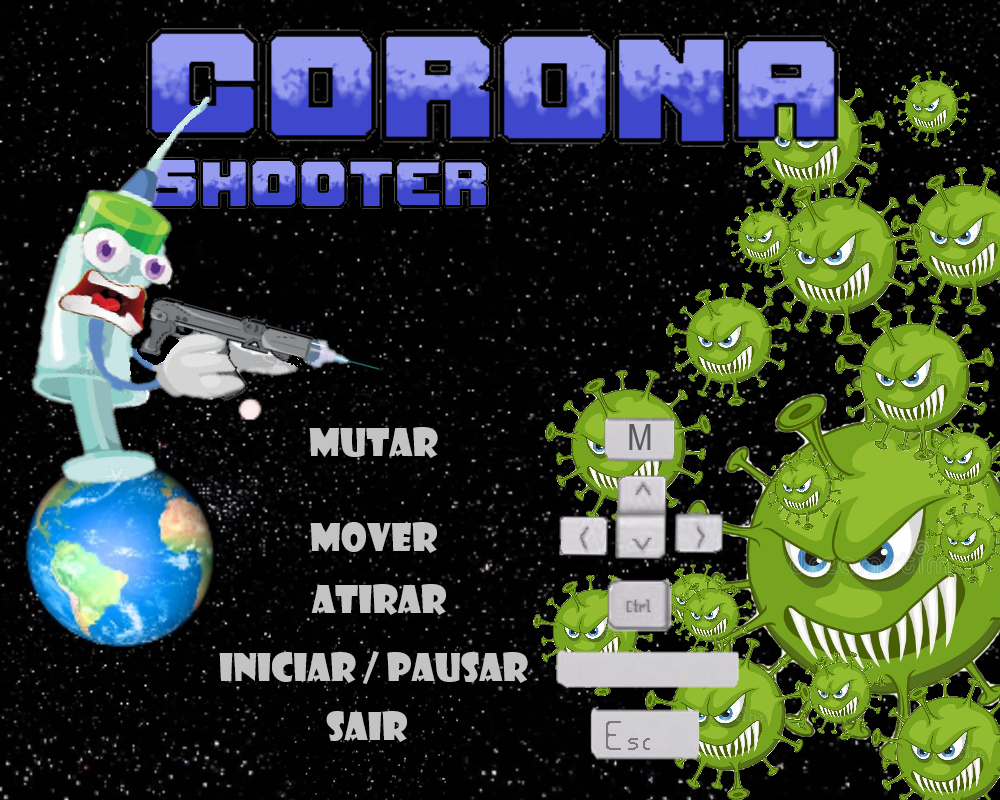 CORONA
SHOOTER
MUTAR M
MOVER
ATIRAR Ctrl
INICIAR / PAUSAR
SAIR Esc